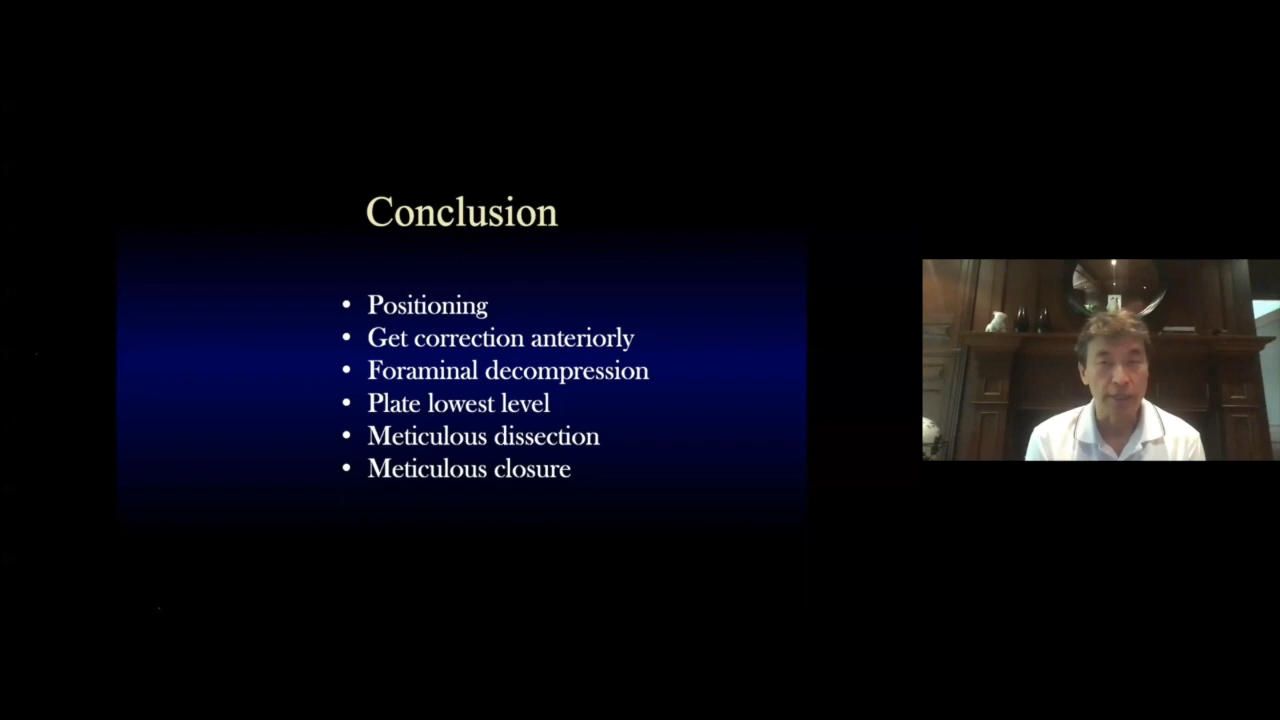 Conclusion
• Positioning
• Get correction anteriorly
• Foraminal decompression
• Plate lowest level
• Meticulous dissection
• Meticulous closure